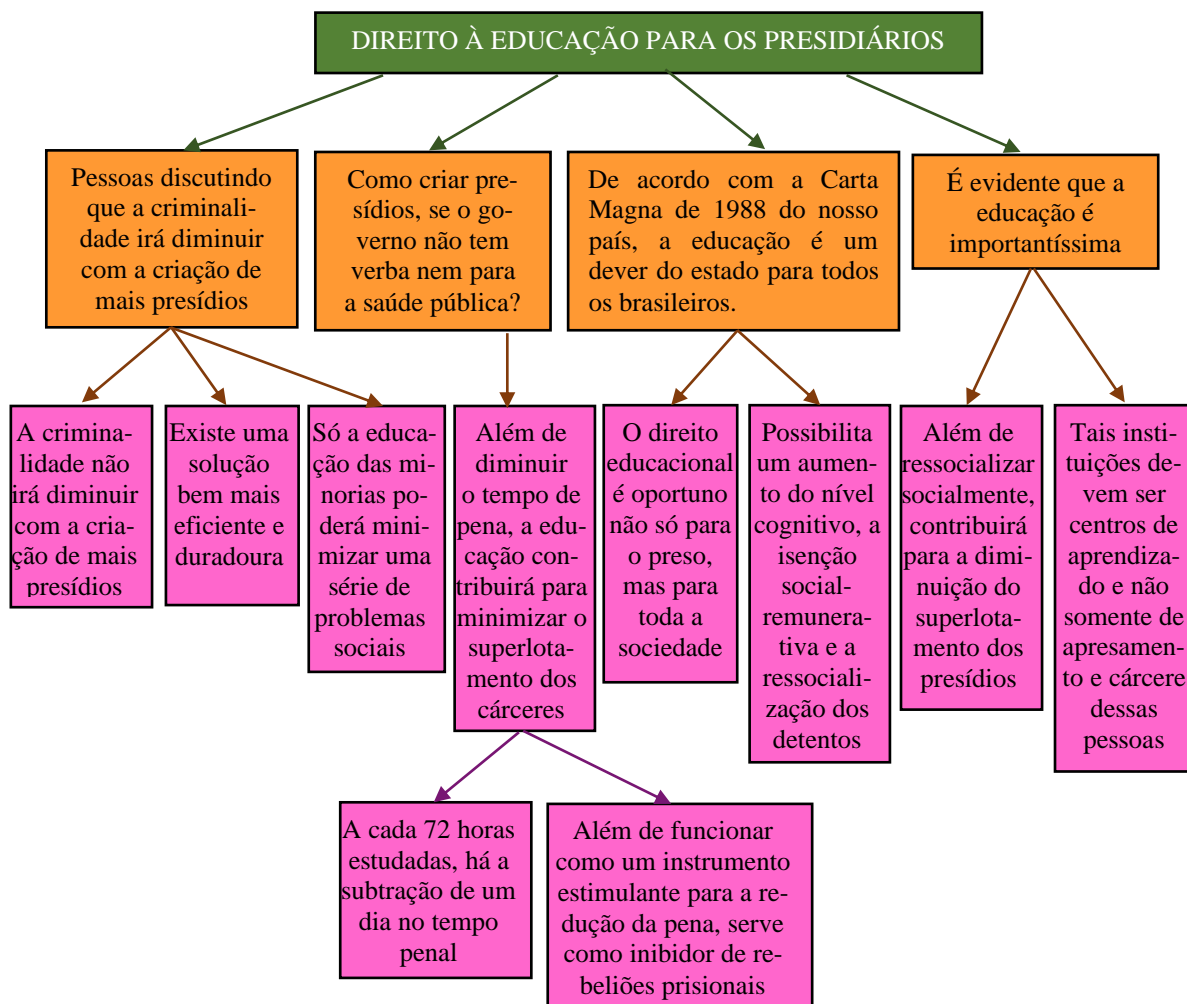 DIREITO À EDUCAÇÃO PARA OS PRESIDIÁRIOS
Pessoas discutindo
que a criminali-
dade irá diminuir
com a criação de
mais presídios
Como criar pre-
sídios, se o go-
verno não tem
verba nem para
a saúde pública?
De acordo com a Carta
Magna de 1988 do nosso
país, a educação é um
dever do estado para todos
os brasileiros.
É evidente que a
educação é
importantíssima
A crimina-
lidade não
irá diminuir
com a cria-
ção de mais
presídios
Existe uma
solução
bem mais
eficiente e
duradoura
Só a educa-
ção das mi-
norias po-
derá mini-
mizar uma
série de
problemas
sociais
Além de
diminuir
o tempo de
pena, a edu-
cação con-
tribuirá para
minimizar o
superlota-
mento dos
cárceres
O direito
educacional
é oportuno
não só para
o preso,
mas para
toda a
sociedade
Possibilita
um aumen-
to do nível
cognitivo, a
isenção
social-
remunera-
tiva e a
ressociali-
zação dos
detentos
Além de
ressocializar
socialmente,
contribuirá
para a dimi-
nuição do
superlota-
mento dos
presídios
Tais insti-
tuições de-
vem ser
centros de
aprendiza-
do e não
somente de
apresamen-
to e cárcere
dessas
pessoas
A cada 72 horas
estudadas, há a
subtração de um
dia no tempo
penal
Além de funcionar
como um instrumento
estimulante para a re-
dução da pena, serve
como inibidor de re-
beliões prisionais